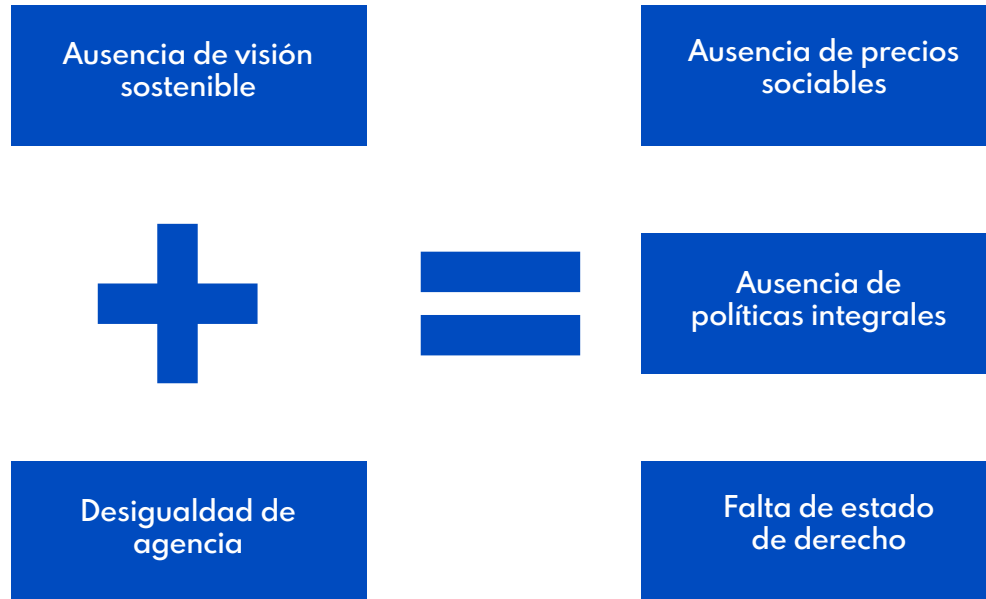 Ausencia de visión
sostenible
Desigualdad de
agencia
Ausencia de precios
sociables
Ausencia de
políticas integrales
Falta de estado
de derecho